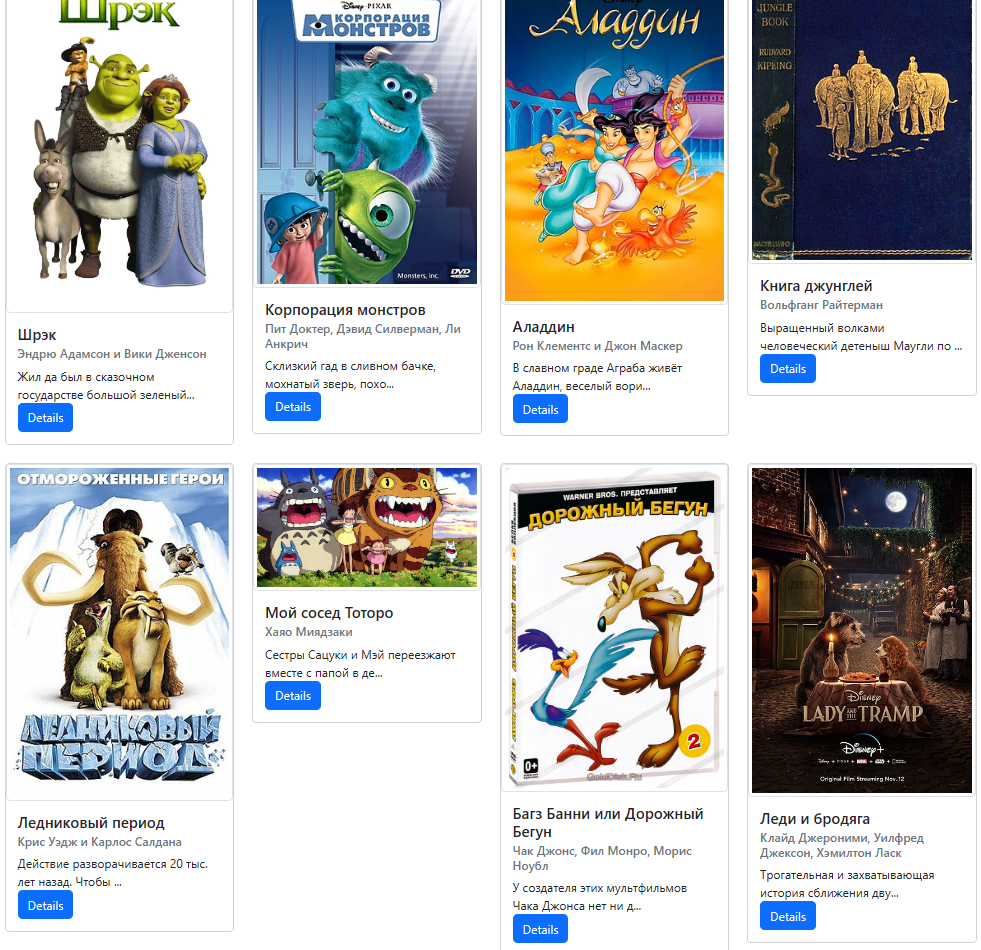 Шрэк
Disney · PIXAR
КОРПОРАЦИЯ
МОНСТРОВ
Monsters, inc.
DVD
Disney
Аладдин
JUNGLE
BOOK
RUDYARD
KIPLING
Шрэк
Эндрю Адамсон и Вики Дженсон
Жил да был в сказочном
государстве большой зеленый...
Details
Корпорация монстров
Пит Доктер, Дэвид Силверман, Ли
Анкрич
Склизкий гад в сливном бачке,
мохнатый зверь, похо...
Details
Аладдин
Рон Клементс и Джон Маскер
В славном граде Аграба живёт
Аладдин, веселый вори...
Details
Книга джунглей
Вольфганг Райтерман
Выращенный волками
человеческий детеныш Маугли по ...
Details
ОТМОРОЖЕННЫЕ ГЕРОИ
ЛЕДНИКОВЫЙ
ПЕРИОД
Ледниковый период
Крис Уэдж и Карлос Салдана
Действие разворачивается 20 тыс.
лет назад. Чтобы ...
Details
Мой сосед Тоторо
Хаяо Миядзаки
Сестры Сацуки и Мэй переезжают
вместе с папой в де...
Details
WARNER BROS. ПРЕДСТАВЛЯЕТ
ДОРОЖНЫЙ БЕГУН
2
0+
GoldDisk.Ru
Багз Банни или Дорожный
Бегун
Чак Джонс, Фил Монро, Морис
Ноубл
У создателя этих мультфильмов
Чака Джонса нет ни д...
Details
TONY'S
Disney
LADY AND THE TRAMP
Disney+
Original Film Streaming Nov. 12
Леди и бродяга
Клайд Джероними, Уилфред
Джексон, Хэмилтон Ласк
Трогательная и захватывающая
история сближения дву...
Details